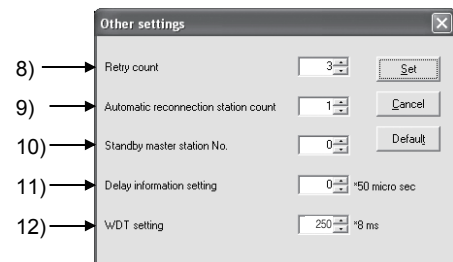 Other settings
8) Retry count 3 Set
9) Automatic reconnection station count 1 Cancel
10) Standby master station No. 0 Default
11) Delay information setting 0 *50 micro sec
12) WDT setting 250 *8 ms